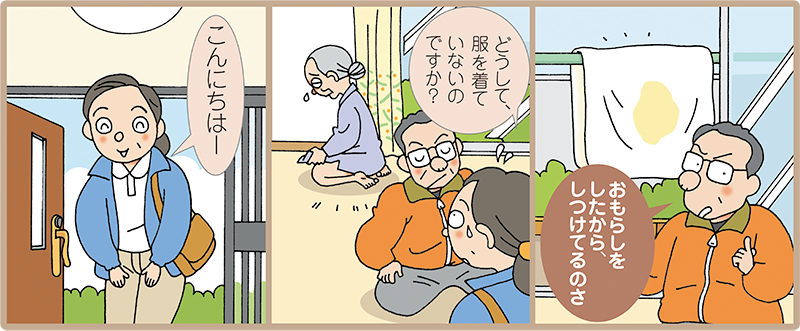 こんにちはー
どうして、
服を着て
いないの
ですか？
おもらしを
したから、
しつけてるのさ